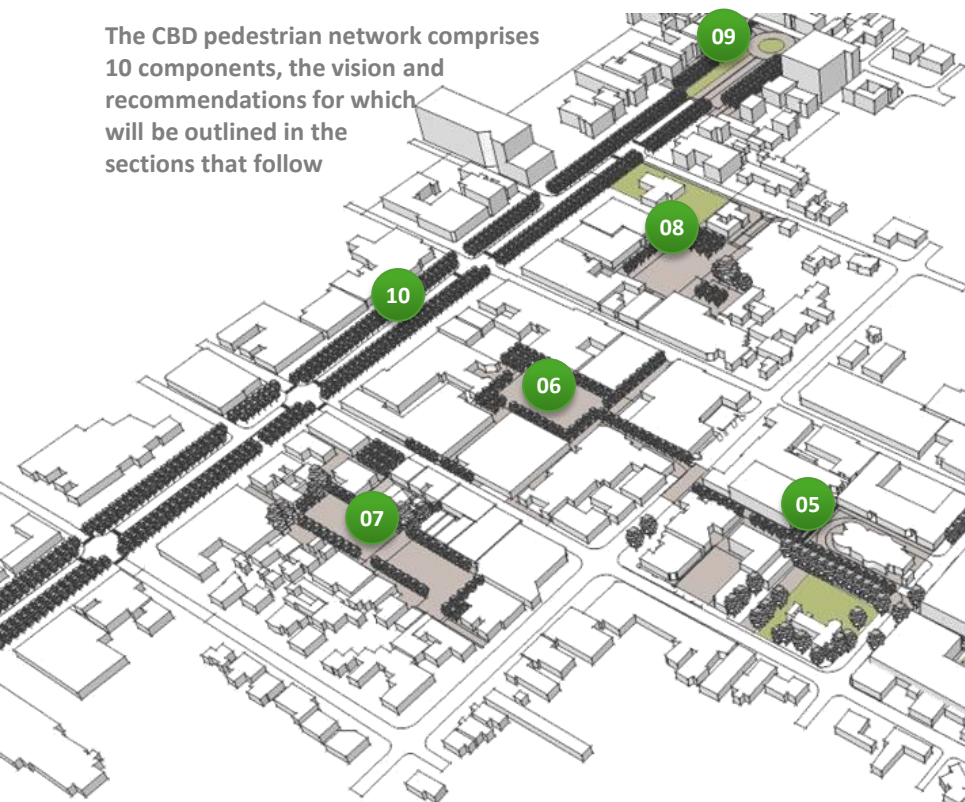 The CBD pedestrian network comprises
10 components, the vision and
recommendations for which
will be outlined in the
sections that follow
09
08
10
06
05
07